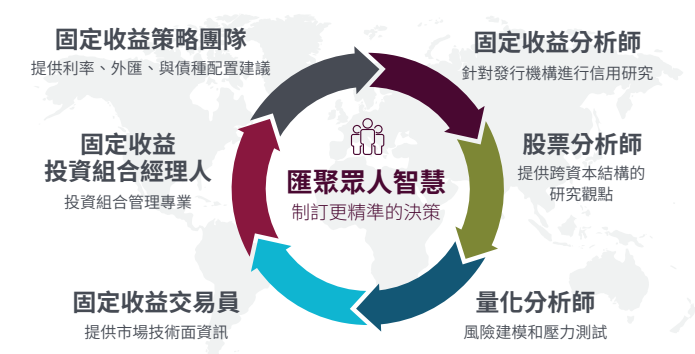 固定收益策略團隊
提供利率、外匯、與債種配置建議
固定收益分析師
針對發行機構進行信用研究
股票分析師
提供跨資本結構的
研究觀點
量化分析師
風險建模和壓力測試
固定收益交易員
提供市場技術面資訊
固定收益
投資組合經理人
投資組合管理專業
匯聚眾人智慧
制訂更精準的決策